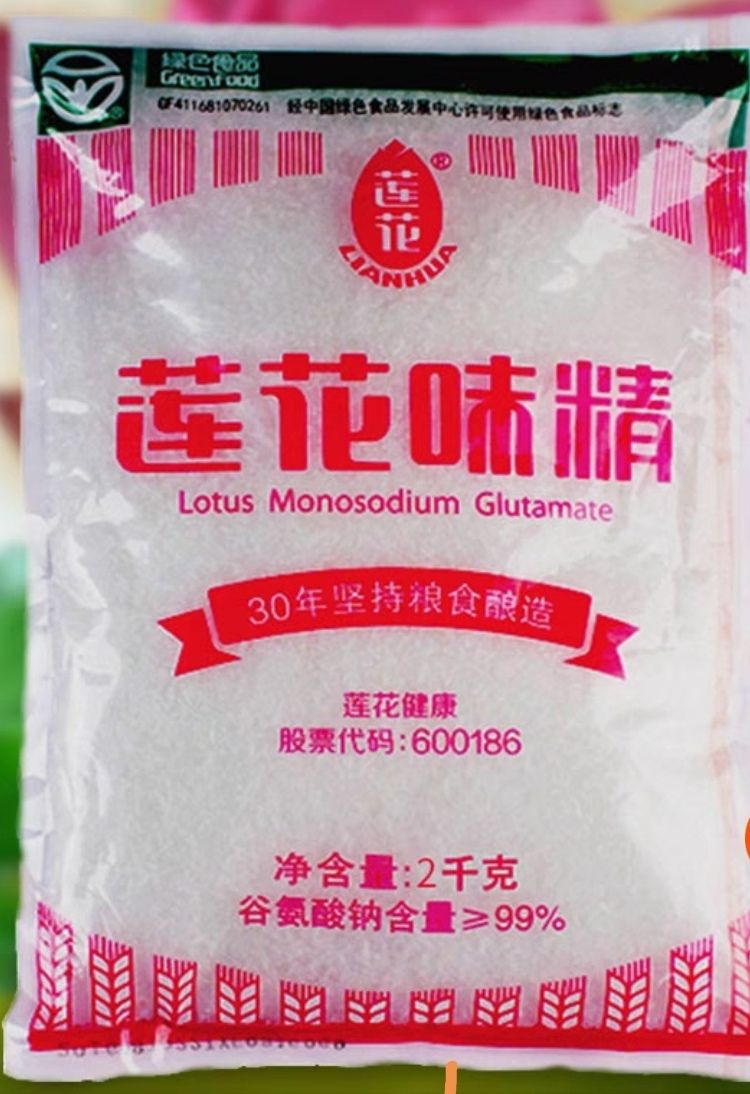 绿色食品
Greenfood
GF411681070261 经中国绿色食品发展中心许可使用绿色食品标志
莲花
LIANHUA
莲花味精
Lotus Monosodium Glutamate
30年坚持粮食酿造
莲花健康
股票代码:600186
净含量:2千克
谷氨酸钠含量≥99%